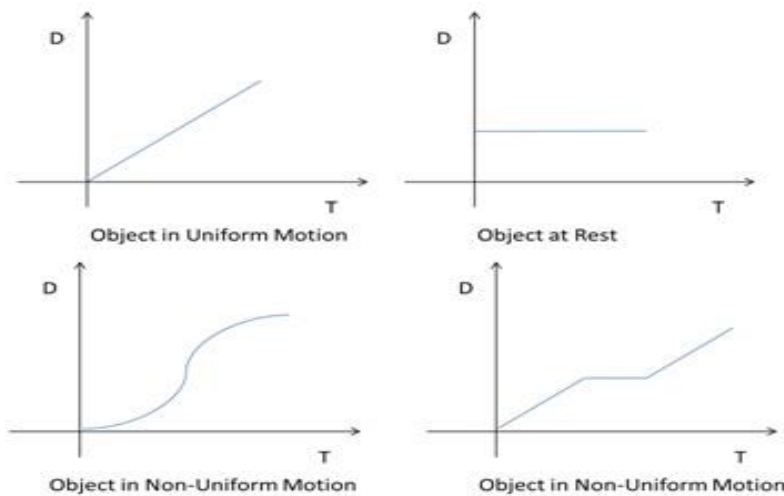 D
T
Object in Uniform Motion
D
T
Object at Rest
D
T
Object in Non-Uniform Motion
D
T
Object in Non-Uniform Motion